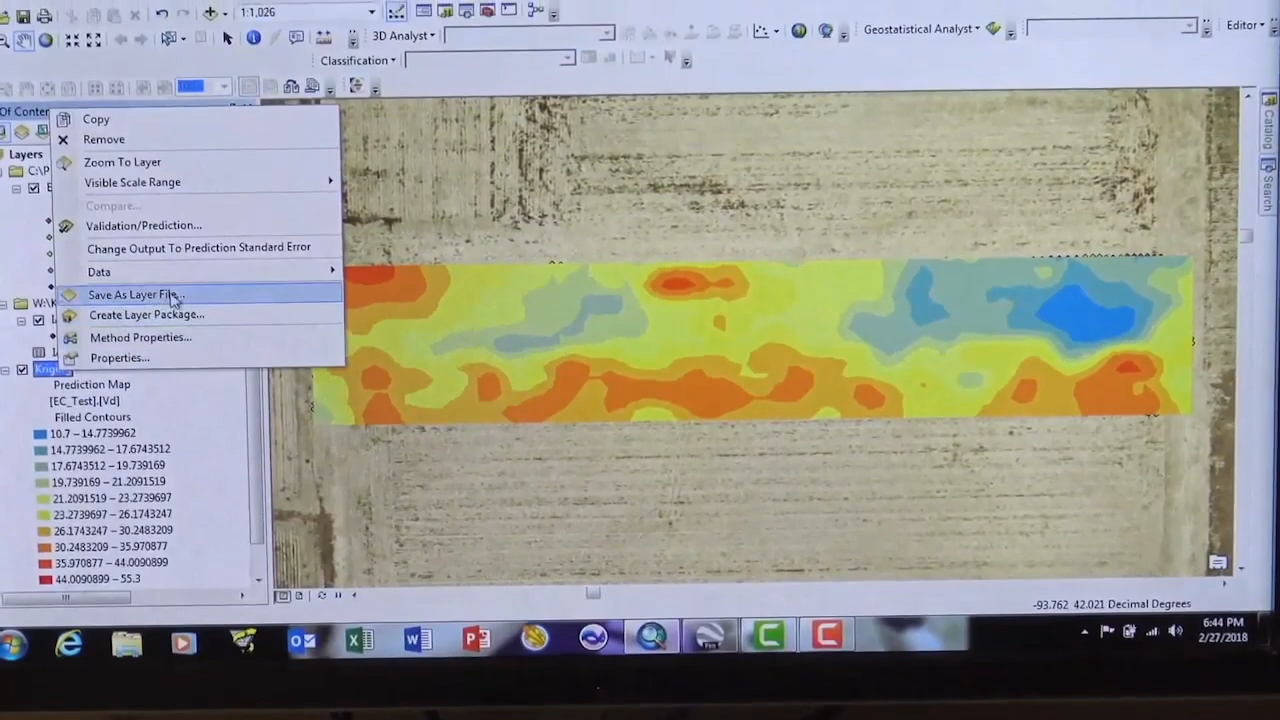 1:1,026
3D Analyst
Geostatistical Analyst
Editor
Classification
Of Conten
Layers
C:\P
Copy
Remove
Zoom To Layer
Visible Scale Range
Compare...
Validation/Prediction...
Change Output To Prediction Standard Error
Data
Save As Layer File...
Create Layer Package...
Method Properties...
Properties...
Catalog
Search
Prediction Map
[EC_Test].[Vd]
Filled Contours
10.7 – 14.7739962
14.7739962 – 17.6743512
17.6743512 – 19.739169
19.739169 – 21.2091519
21.2091519 – 23.2739697
23.2739697 – 26.1743247
26.1743247 – 30.2483209
30.2483209 – 35.970877
35.970877 – 44.0090899
44.0090899 – 55.3
-93.762 42.021 Decimal Degrees
6:44 PM
2/27/2018